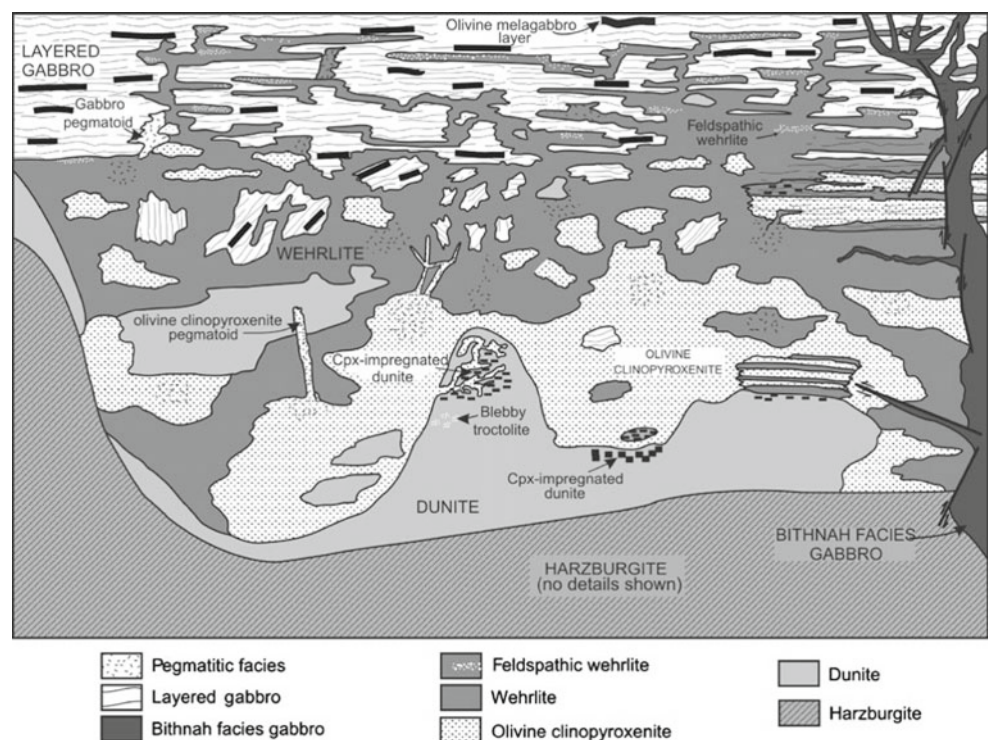 Olivine melagabbro
layer
LAYERED
GABBRO
Gabbro
pegmatoid
Feldspathic
wehrlite
WEHRLITE
olivine clinopyroxenite
pegmatoid
Cpx-impregnated
dunite
OLIVINE
CLINOPYROXENITE
Blebby
troctolite
Cpx-impregnated
dunite
DUNITE
BITHNAH FACIES
GABBRO
HARZBURGITE
(no details shown)
Pegmatitic facies
Layered gabbro
Bithnah facies gabbro
Feldspathic wehrlite
Wehrlite
Olivine clinopyroxenite
Dunite
Harzburgite